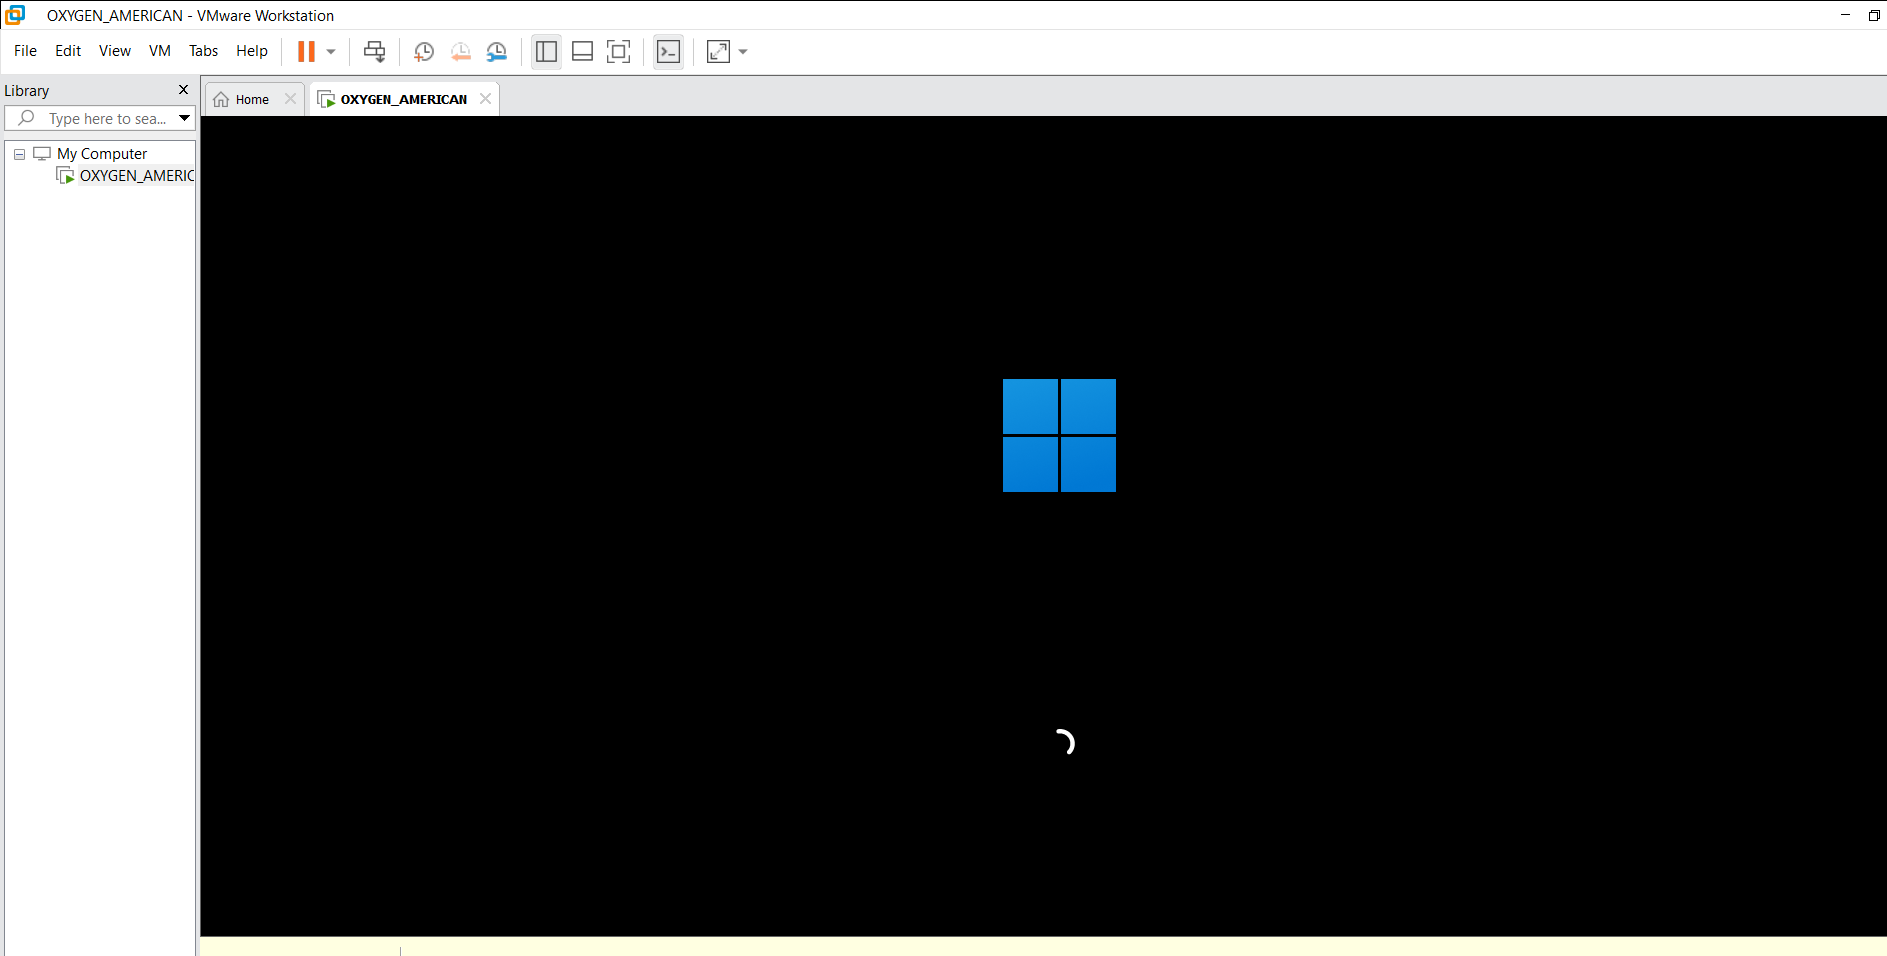 OXYGEN_AMERICAN - VMware Workstation
File Edit View VM Tabs Help
Library
Home
OXYGEN_AMERICAN
Type here to sea...
My Computer
OXYGEN_AMERIC